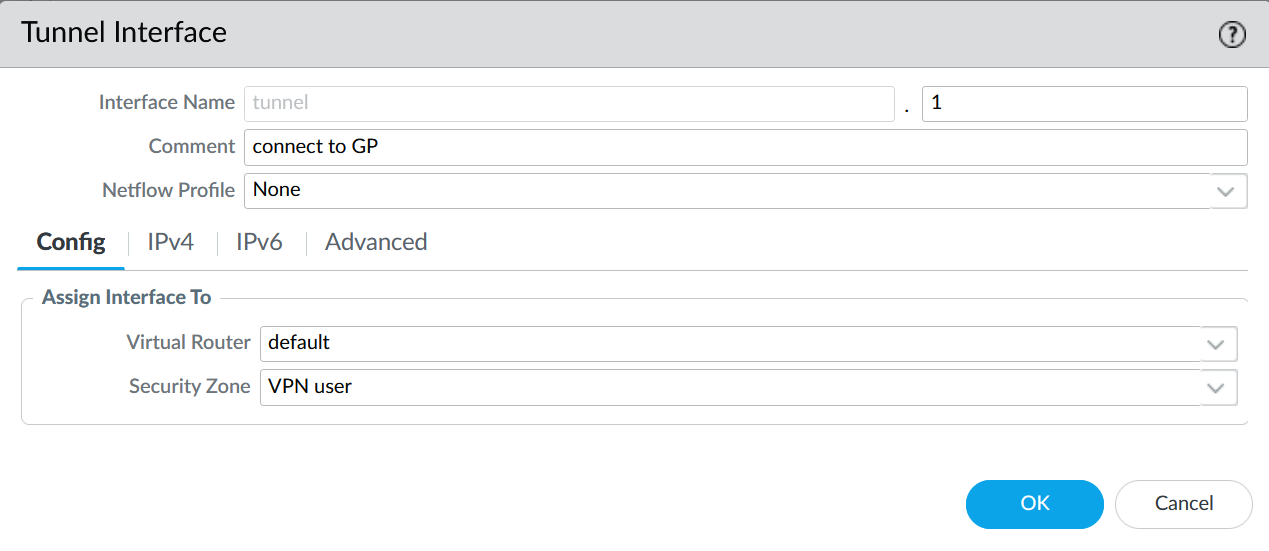 Tunnel Interface ?
Interface Name tunnel . 1
Comment connect to GP
Netflow Profile None
Config IPv4 IPv6 Advanced
Assign Interface To
Virtual Router default
Security Zone VPN user
OK Cancel